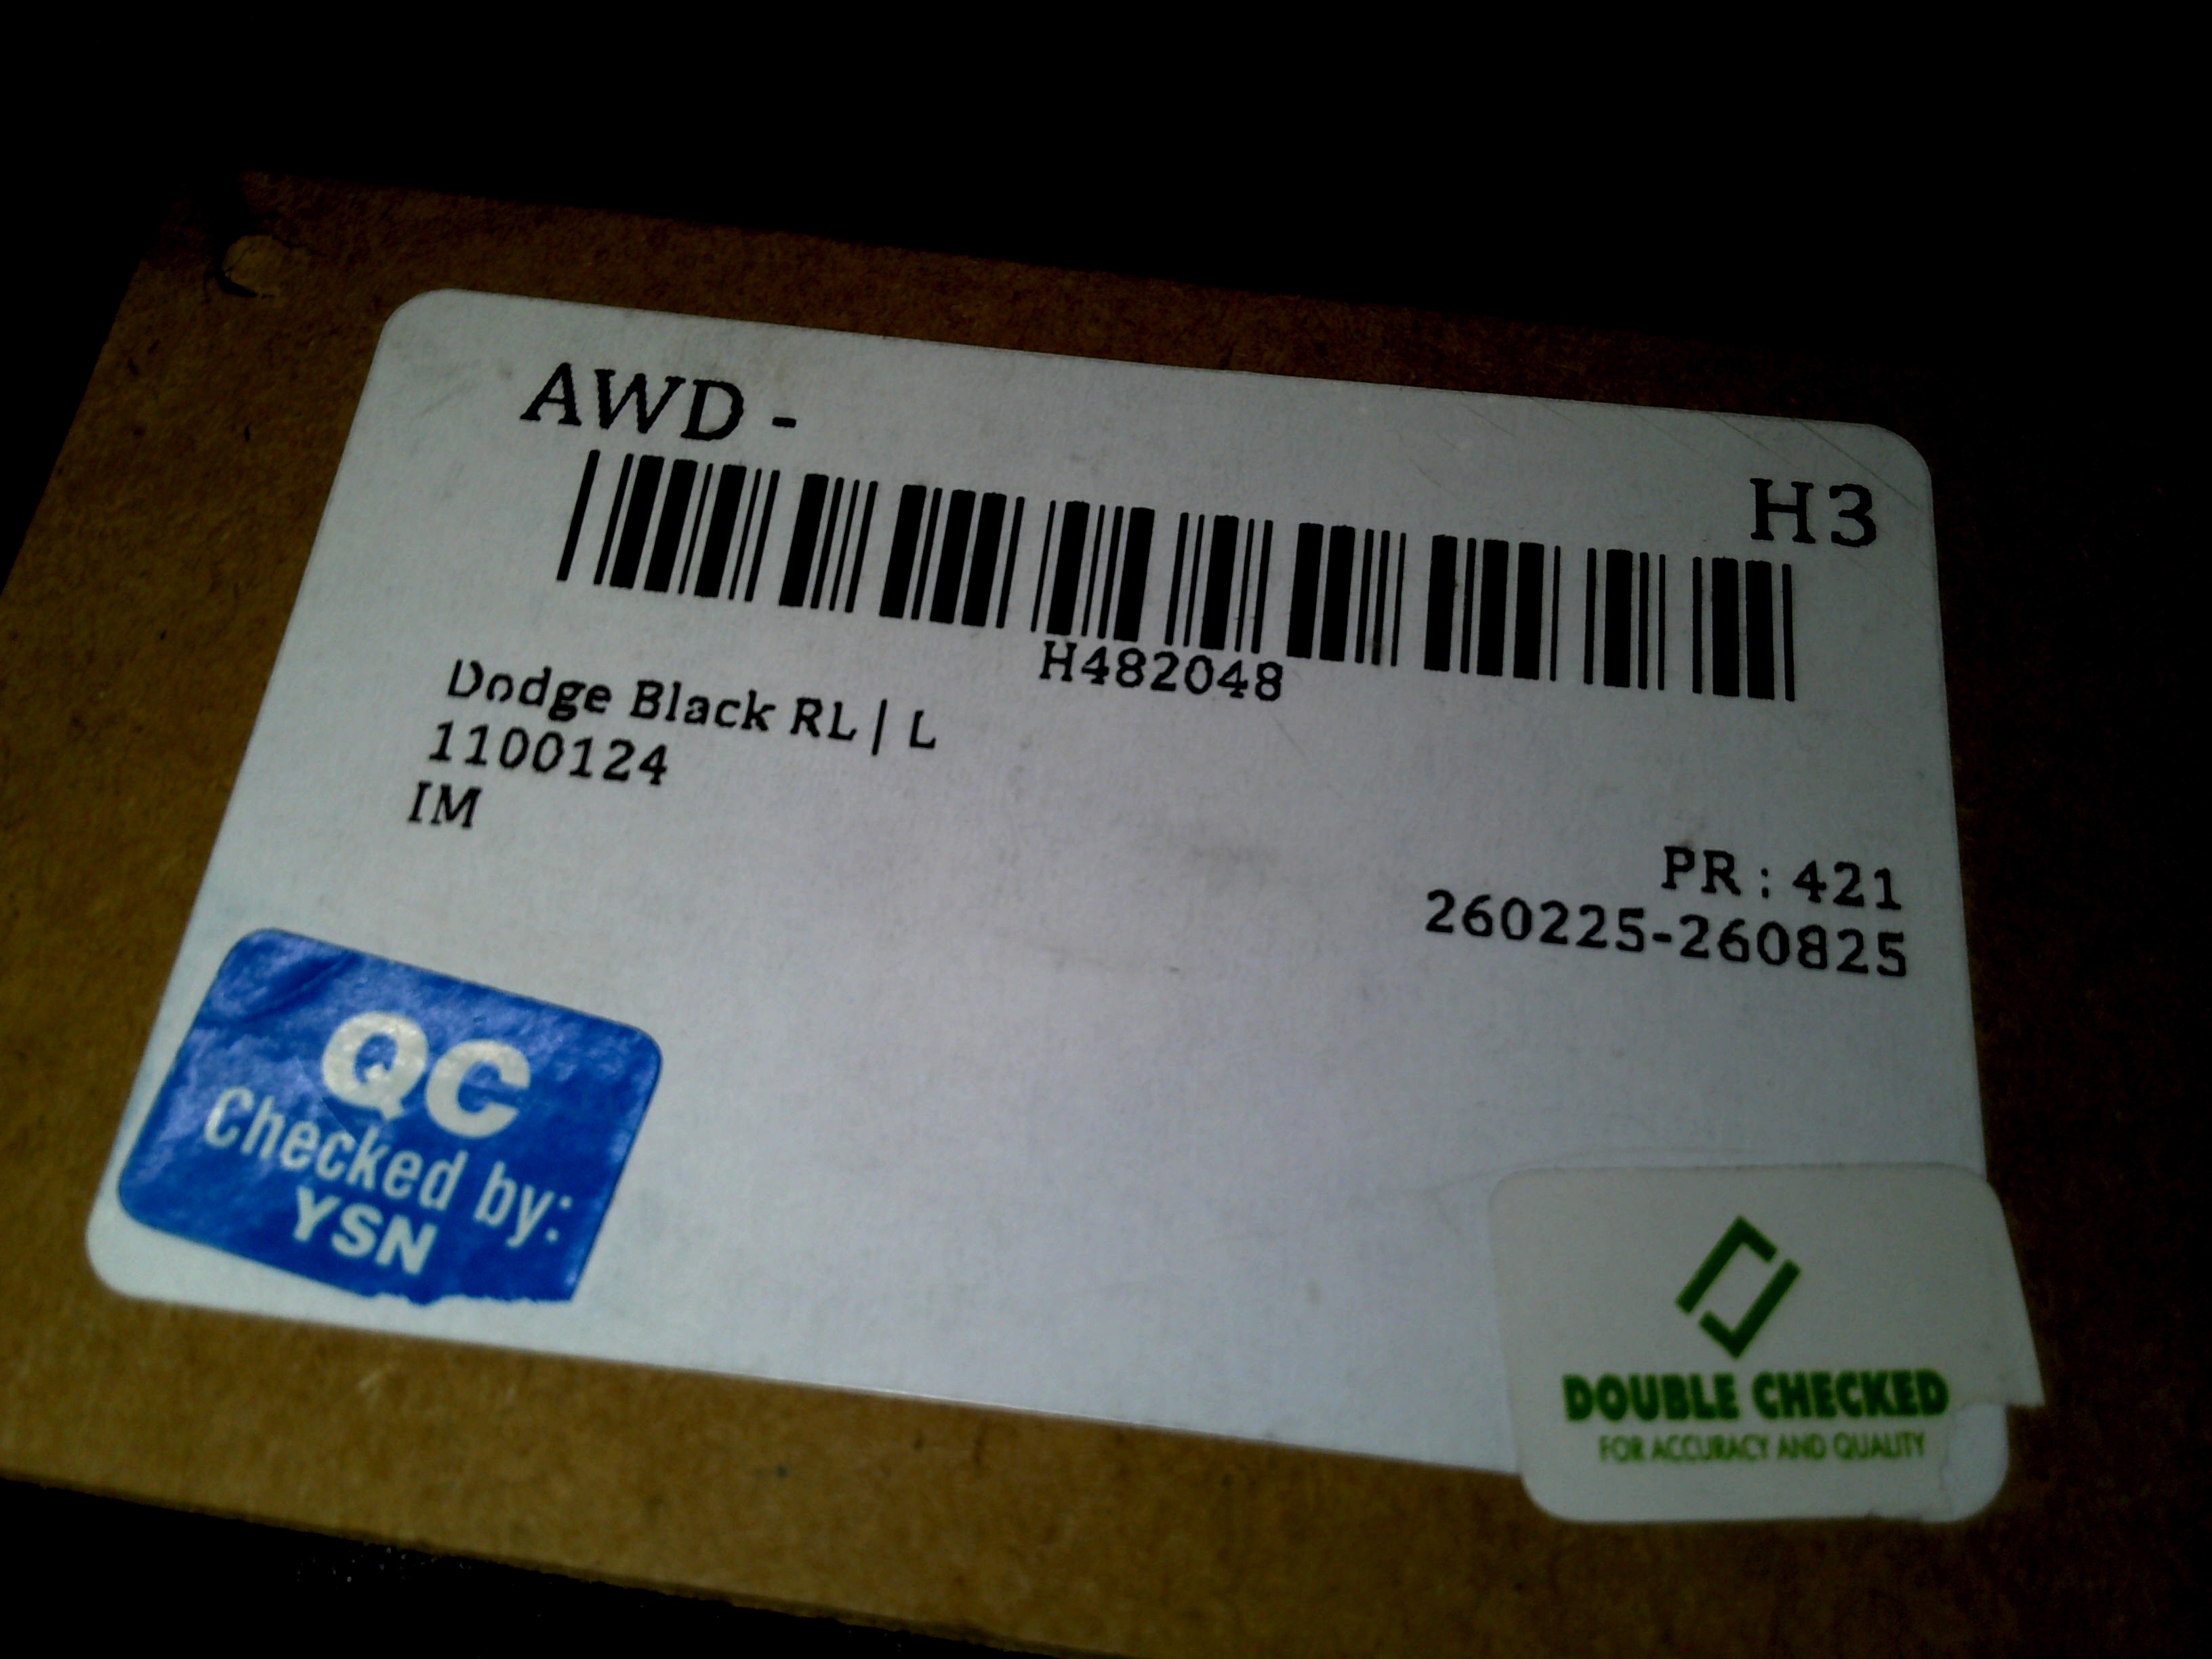 AWD -
H3
H482048
Dodge Black RL | L
1100124
IM
PR : 421
260225-260825
QC
Checked by:
YSN
DOUBLE CHECKED
FOR ACCURACY AND QUALITY